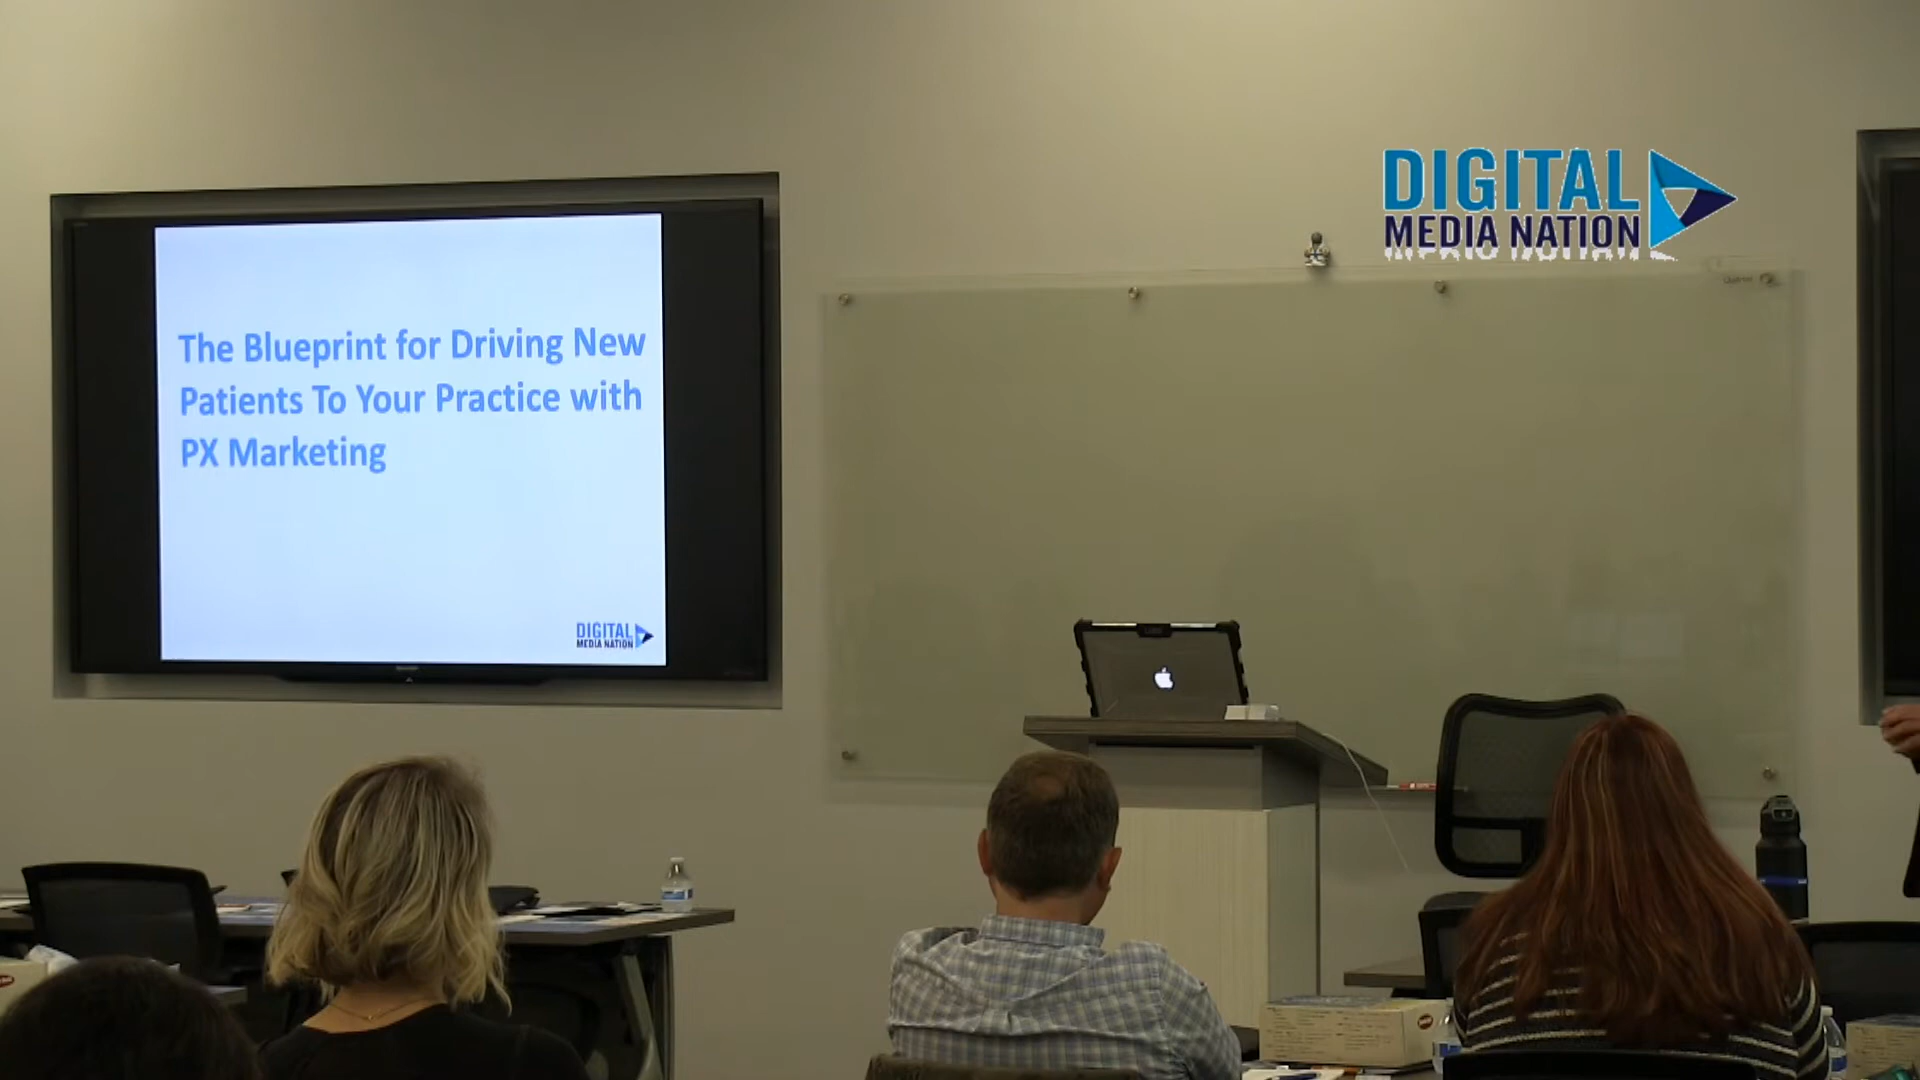 DIGITAL
MEDIA NATION
The Blueprint for Driving New
Patients To Your Practice with
PX Marketing
DIGITAL
MEDIA NATION